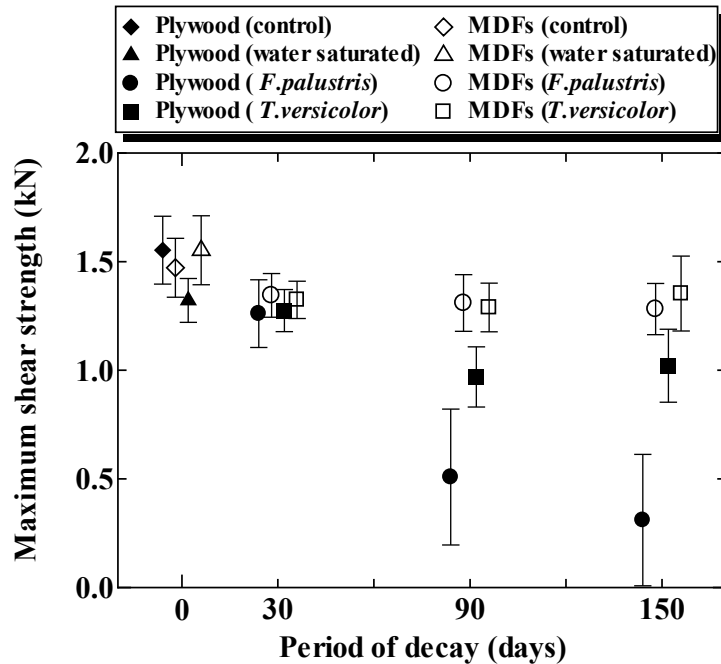 Plywood (control) MDFs (control)
Plywood (water saturated) MDFs (water saturated)
Plywood ( F.palustris) MDFs (F.palustris)
Plywood ( T.versicolor) MDFs (T.versicolor)
Maximum shear strength (kN)
2.0
1.5
1.0
0.5
0.0
0 30 90 150
Period of decay (days)